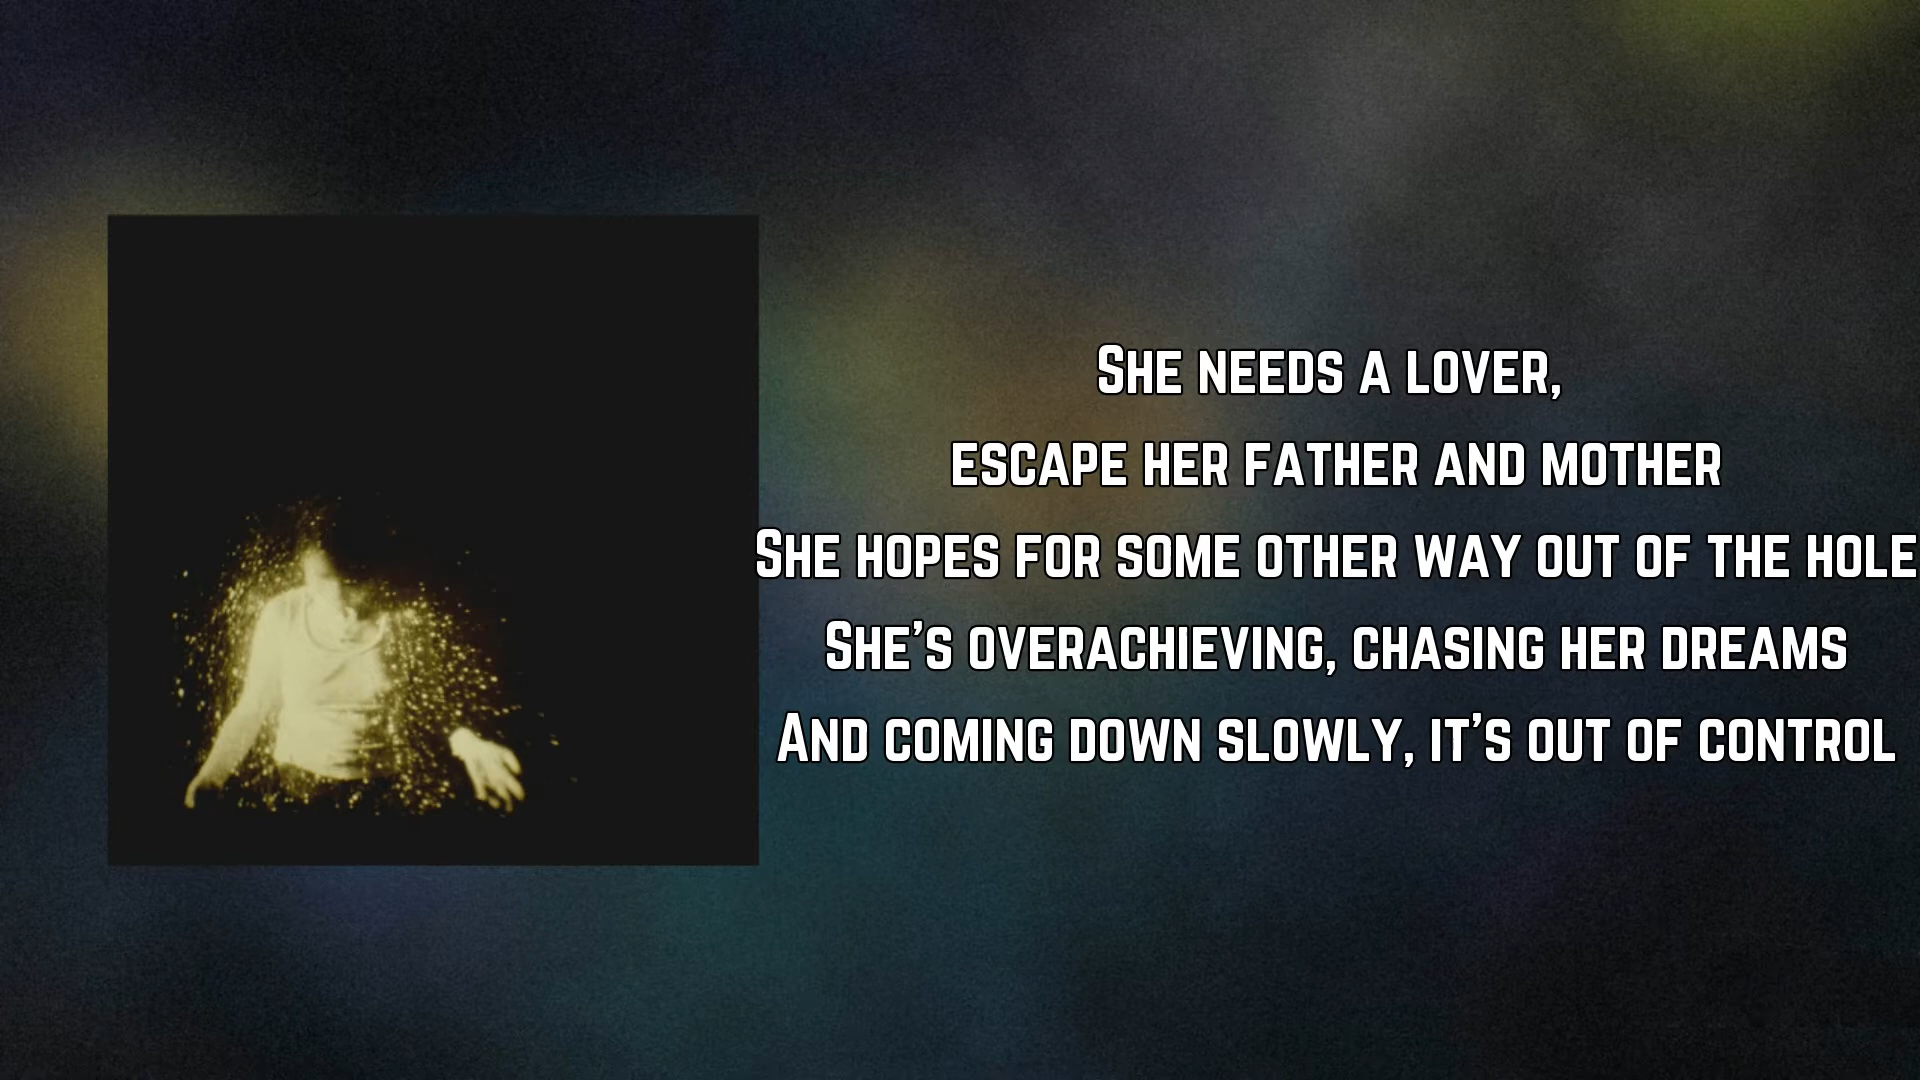 She needs a lover,
escape her father and mother
She hopes for some other way out of the hole
She's overachieving, chasing her dreams
And coming down slowly, it's out of control